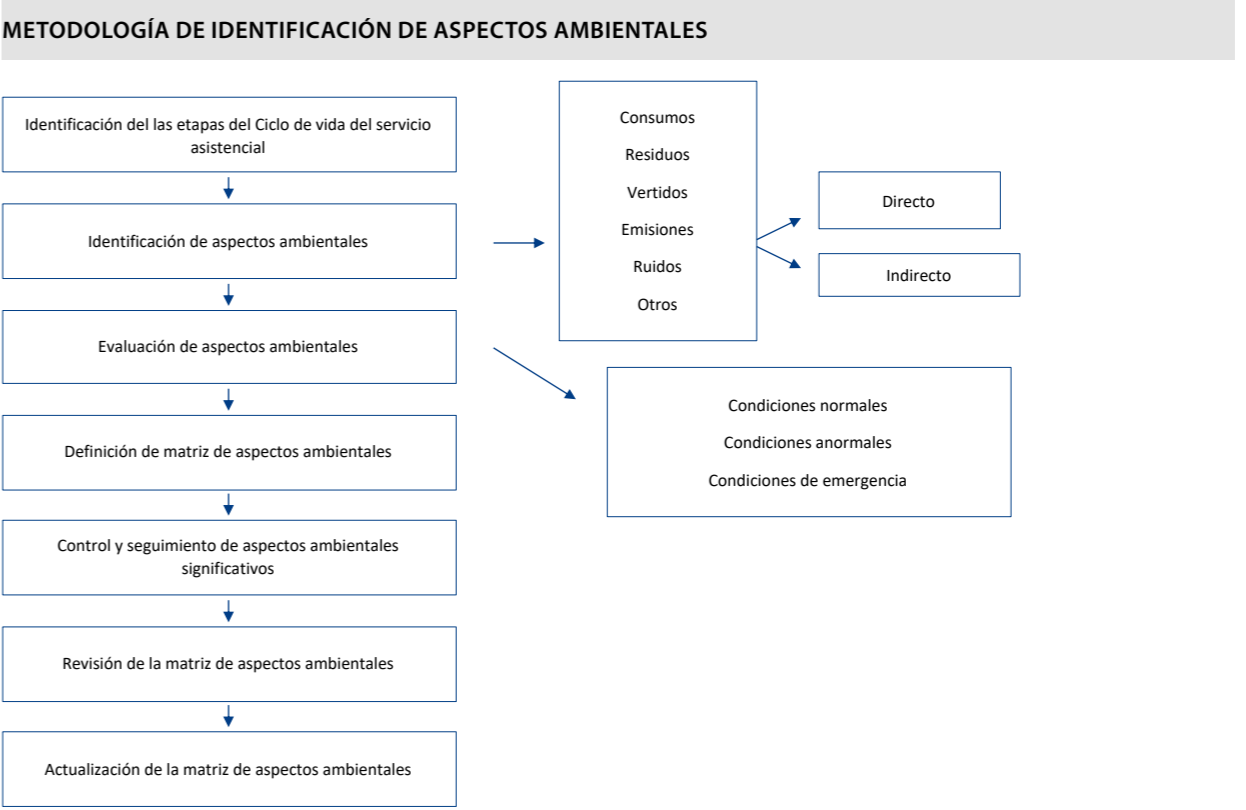 METODOLOGÍA DE IDENTIFICACIÓN DE ASPECTOS AMBIENTALES
Identificación del las etapas del Ciclo de vida del servicio
asistencial
Identificación de aspectos ambientales
Evaluación de aspectos ambientales
Definición de matriz de aspectos ambientales
Control y seguimiento de aspectos ambientales
significativos
Revisión de la matriz de aspectos ambientales
Actualización de la matriz de aspectos ambientales
Consumos
Residuos
Vertidos
Emisiones
Ruidos
Otros
Directo
Indirecto
Condiciones normales
Condiciones anormales
Condiciones de emergencia